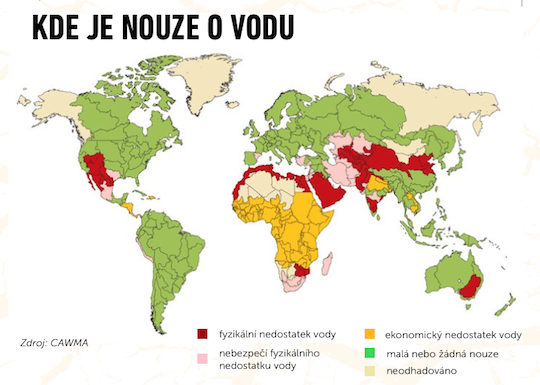 KDE JE NOUZE O VODU
fyzikální nedostatek vody
nebezpečí fyzikálního
nedostatku vody
ekonomický nedostatek vody
malá nebo žádná nouze
neodhadováno
Zdroj: CAWMA